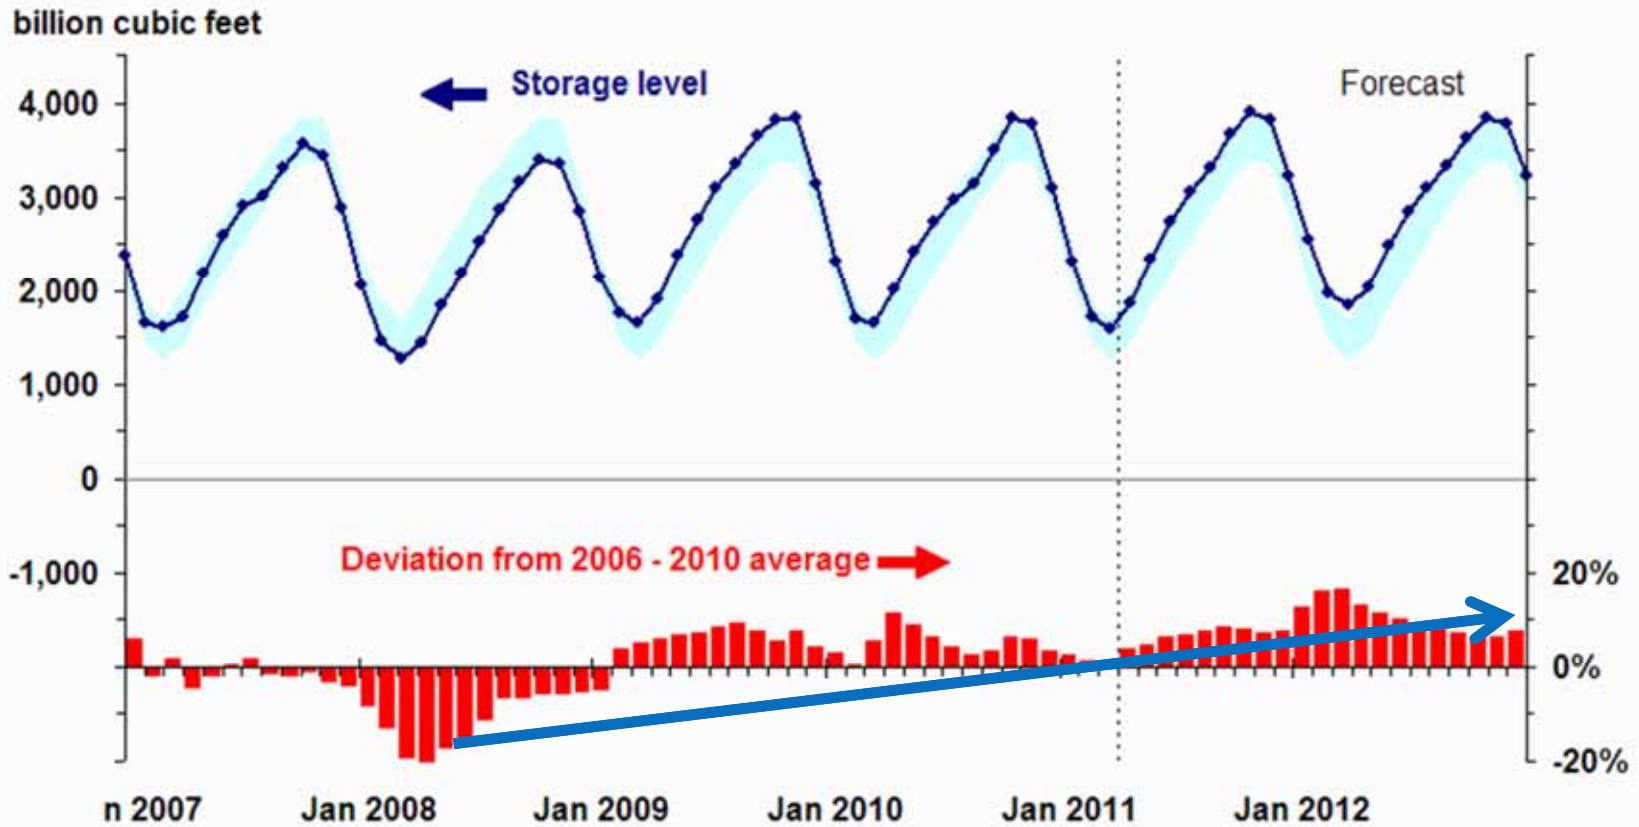 billion cubic feet
Storage level
Forecast
4,000
3,000
2,000
1,000
0
Deviation from 2006 - 2010 average
-1,000
20%
0%
-20%
n 2007 Jan 2008 Jan 2009 Jan 2010 Jan 2011 Jan 2012